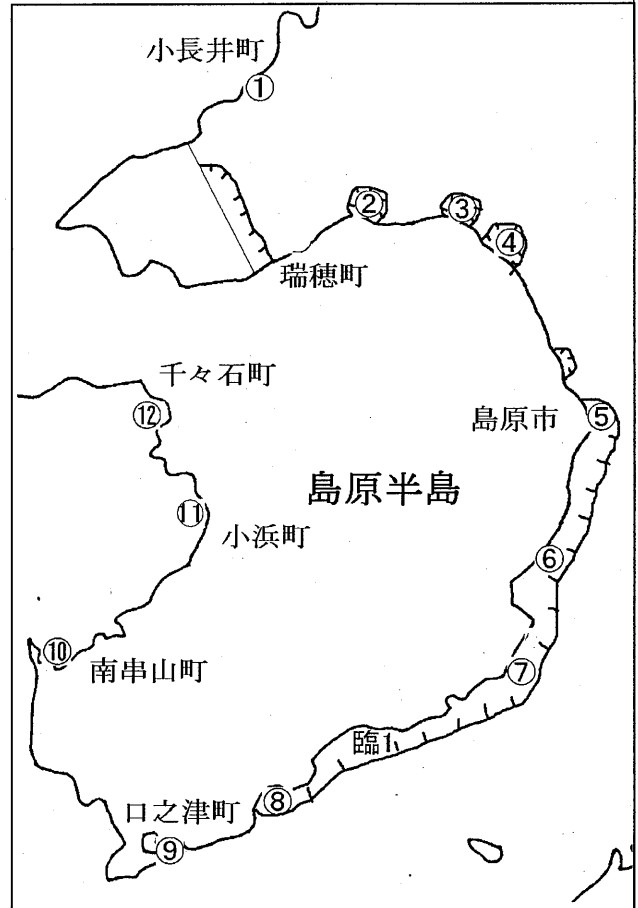 小長井町
①
②
③
④
瑞穂町
千々石町
⑫
島原市
⑤
島原半島
⑪
小浜町
⑥
⑩
南串山町
⑦
臨1
⑧
口之津町
⑨